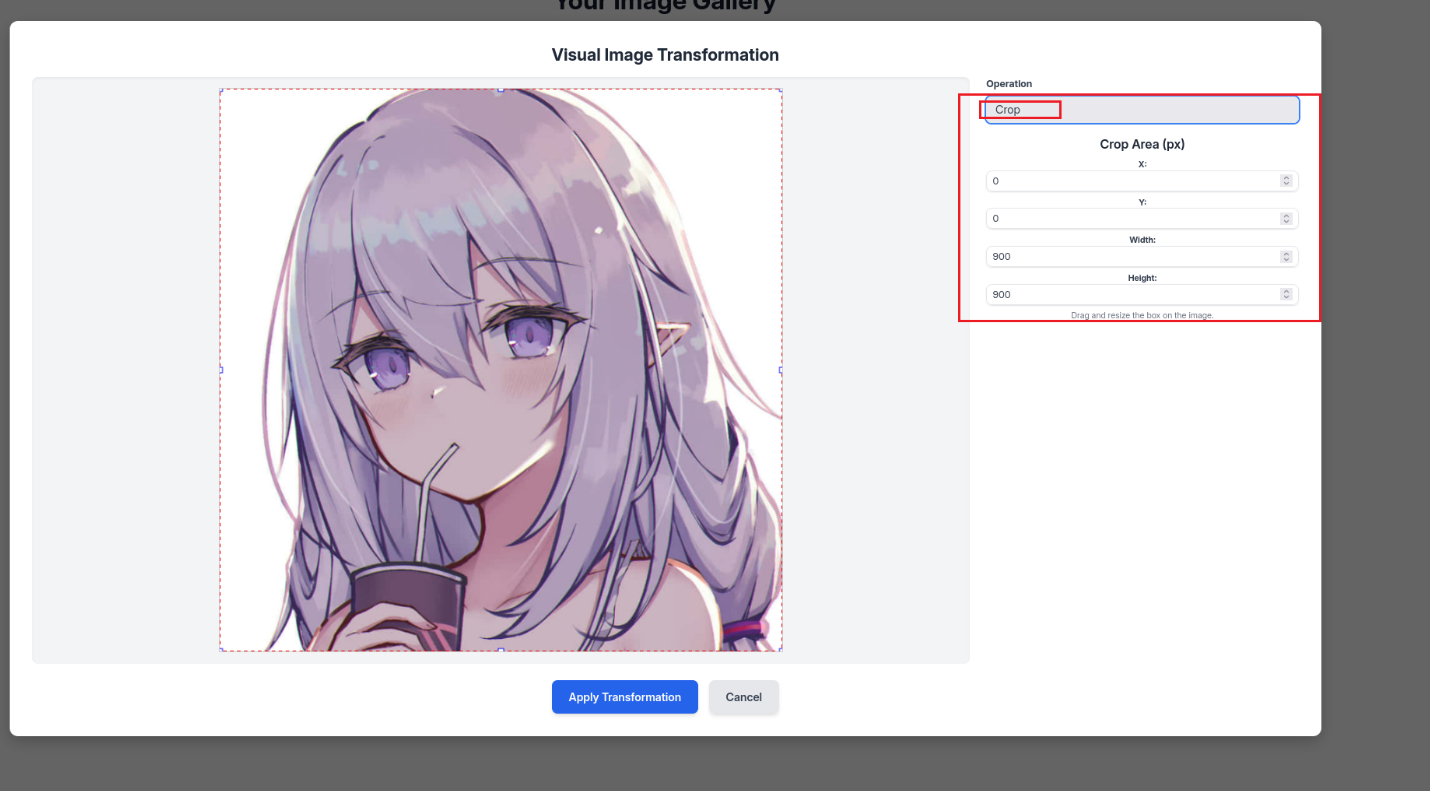 Your Image Gallery
Visual Image Transformation
Operation
Crop
Crop Area (px)
X:
0
Y:
0
Width:
900
Height:
900
Drag and resize the box on the image.
Apply Transformation
Cancel